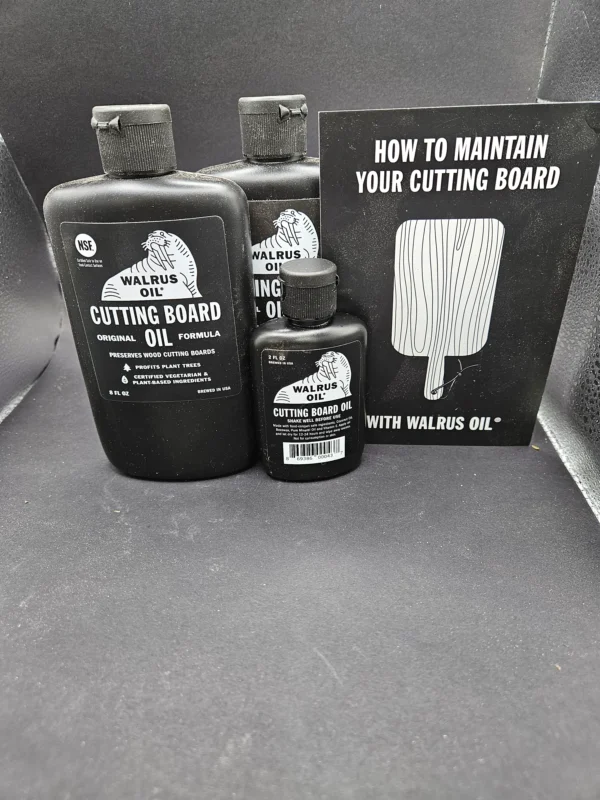 NSF
WALRUS
OIL®
CUTTING BOARD
ORIGINAL OIL FORMULA
PRESERVES WOOD CUTTING BOARDS
PROFITS PLANT TREES
CERTIFIED VEGETARIAN &
PLANT-BASED INGREDIENTS
8 FL OZ
BREWED IN USA
WALRUS
OIL
2 FL OZ
BREWED IN USA
WALRUS
OIL®
CUTTING BOARD OIL
SHAKE WELL BEFORE USE
HOW TO MAINTAIN
YOUR CUTTING BOARD
WITH WALRUS OIL®